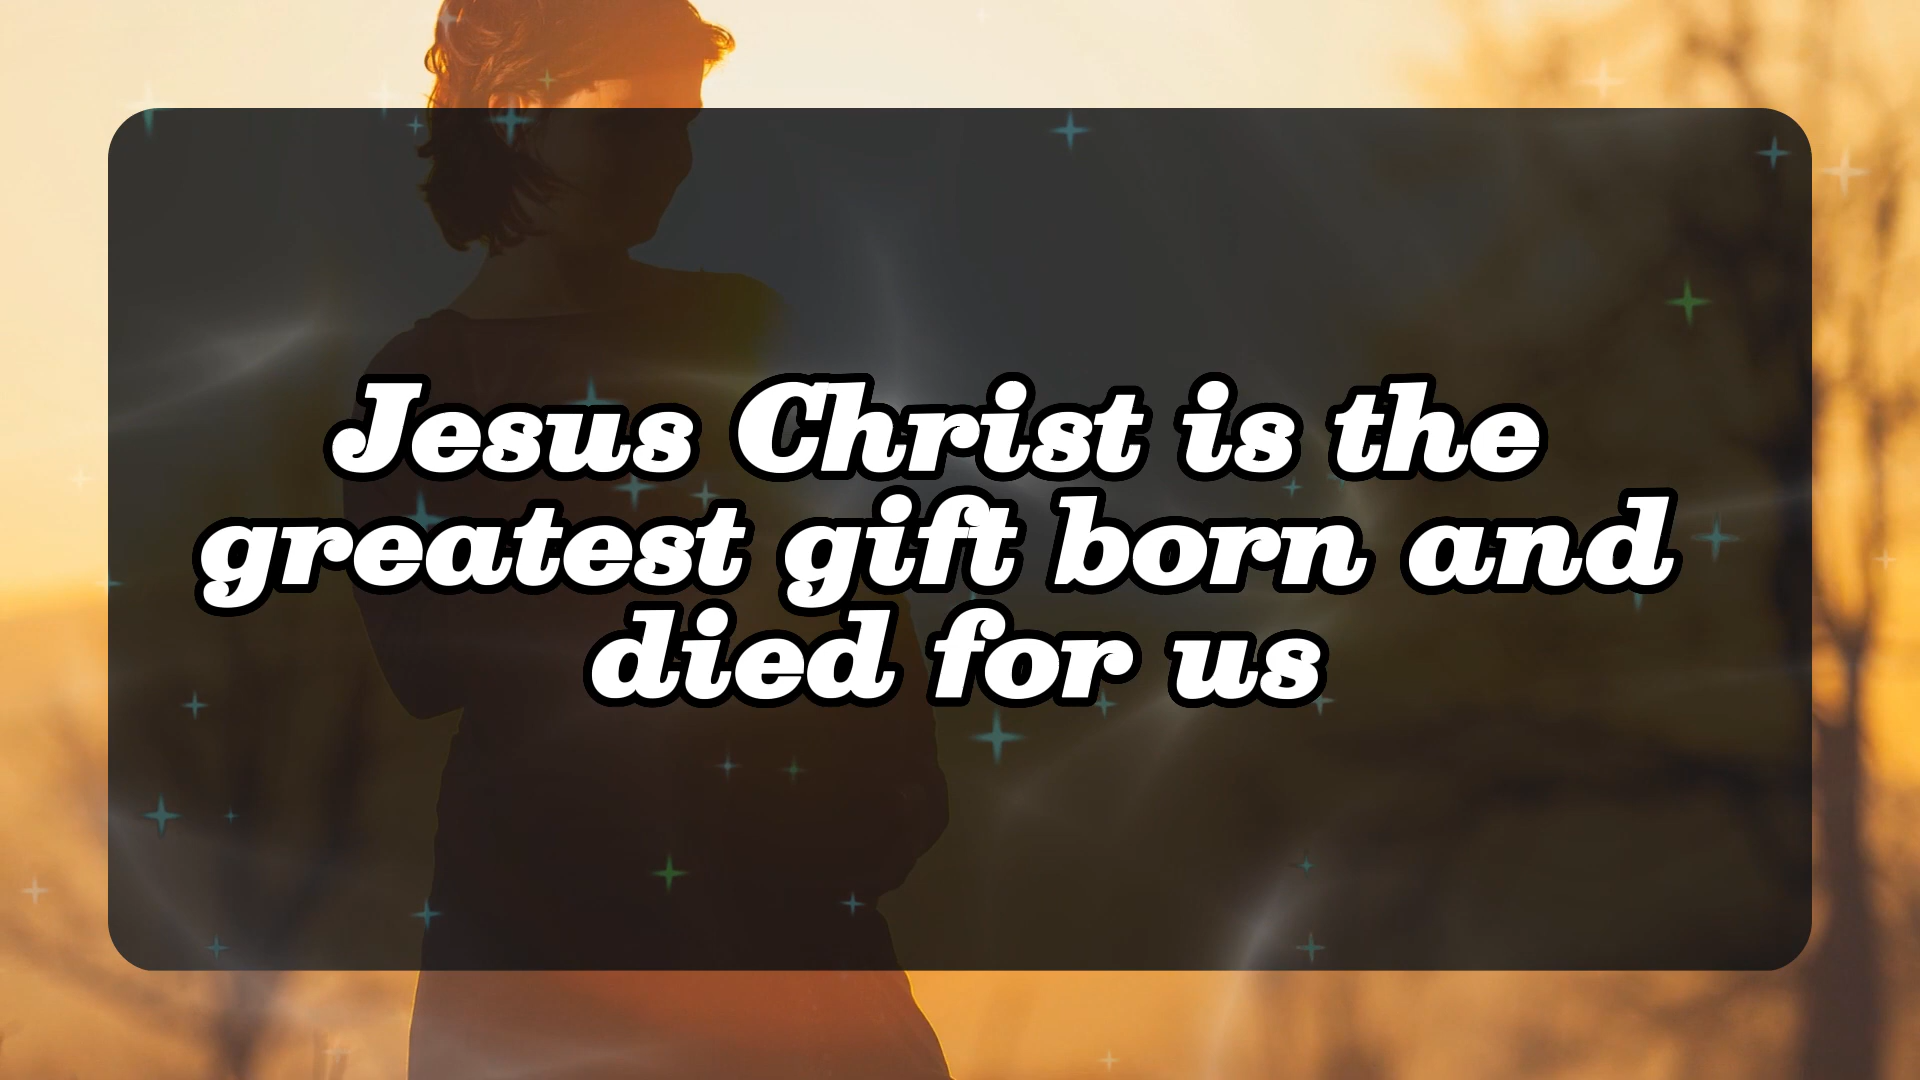 Jesus Christ is the
greatest gift born and
died for us